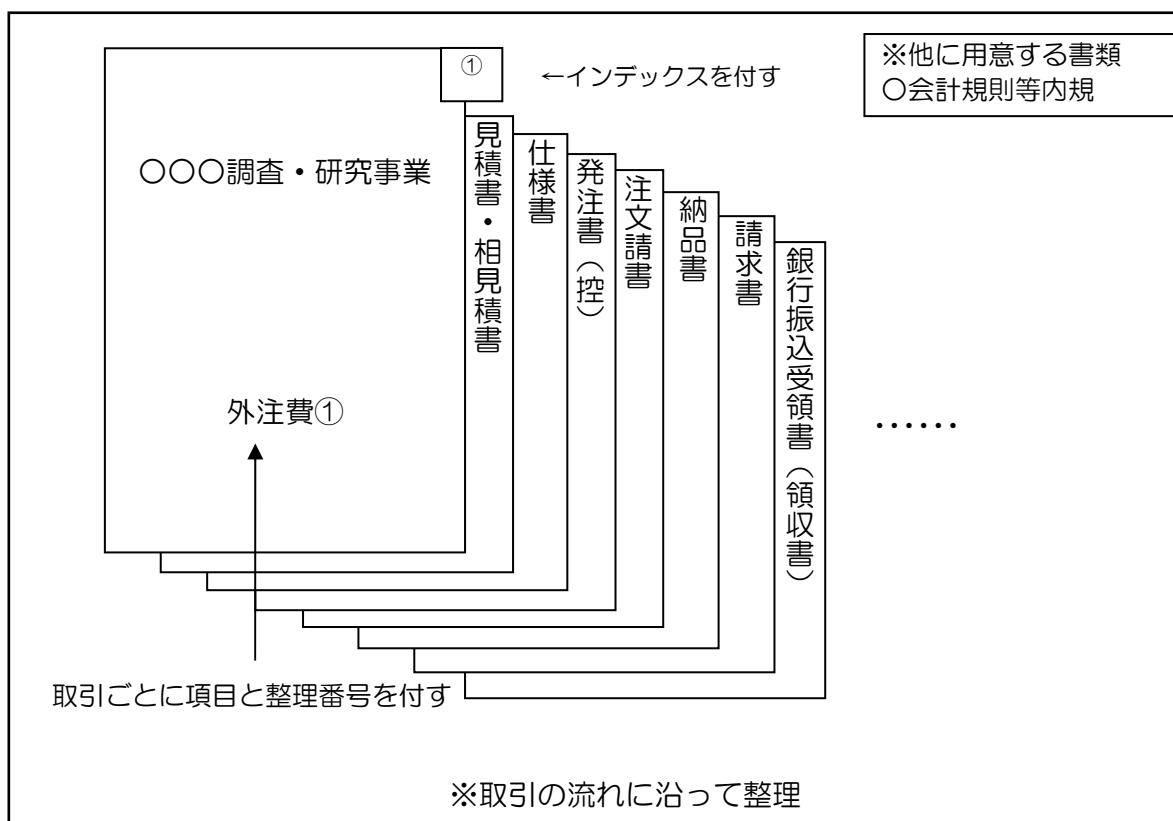 ①
←インデックスを付す
※他に用意する書類
○会計規則等内規
○○○調査・研究事業
外注費①
見積書・相見積書
仕様書
発注書（控）
注文請書
納品書
請求書
銀行振込受領書（領収書）
……
取引ごとに項目と整理番号を付す
※取引の流れに沿って整理